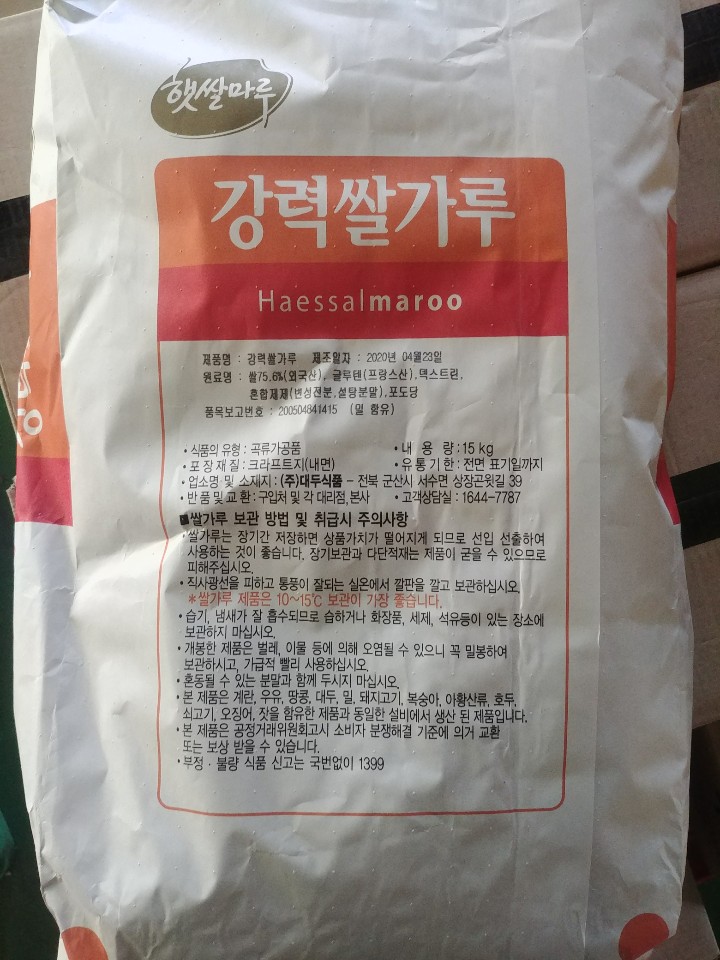 햇쌀마루
강력쌀가루
Haessalmaroo
제품명 : 강력쌀가루 제조일자 : 2020년 04월23일
원료명 : 쌀75.6%(외국산), 글루텐(프랑스산),덱스트린,
혼합제제(변성전분,설탕분말),포도당
품목보고번호 : 200504841415 (밀 함유)
• 식품의 유형 : 곡류가공품 • 내 용 량 : 15 kg
• 포 장 재 질 : 크라프트지(내면) • 유 통 기 한 : 전면 표기일까지
• 업소명 및 소재지 : (주)대두식품 – 전북 군산시 서수면 상장곤윗길 39
• 반 품 및 교 환 : 구입처 및 각 대리점,본사 • 고객상담실 : 1644-7787
■쌀가루 보관 방법 및 취급시 주의사항
• 쌀가루는 장기간 저장하면 상품가치가 떨어지게 되므로 선입 선출하여
사용하는 것이 좋습니다. 장기보관과 다단적재는 제품이 굳을 수 있으므로
피해주십시오.
• 직사광선을 피하고 통풍이 잘되는 실온에서 깔판을 깔고 보관하십시오.
*쌀가루 제품은 10~15℃ 보관이 가장 좋습니다.
• 습기, 냄새가 잘 흡수되므로 습하거나 화장품, 세제, 석유등이 있는 장소에
보관하지 마십시오.
• 개봉한 제품은 벌레, 이물 등에 의해 오염될 수 있으니 꼭 밀봉하여
보관하시고, 가급적 빨리 사용하십시오.
• 혼동될 수 있는 분말과 함께 두시지 마십시오.
• 본 제품은 계란, 우유, 땅콩, 대두, 밀, 돼지고기, 복숭아, 아황산류, 호두,
쇠고기, 오징어, 잣을 함유한 제품과 동일한 설비에서 생산 된 제품입니다.
• 본 제품은 공정거래위원회고시 소비자 분쟁해결 기준에 의거 교환
또는 보상 받을 수 있습니다.
• 부정 · 불량 식품 신고는 국번없이 1399